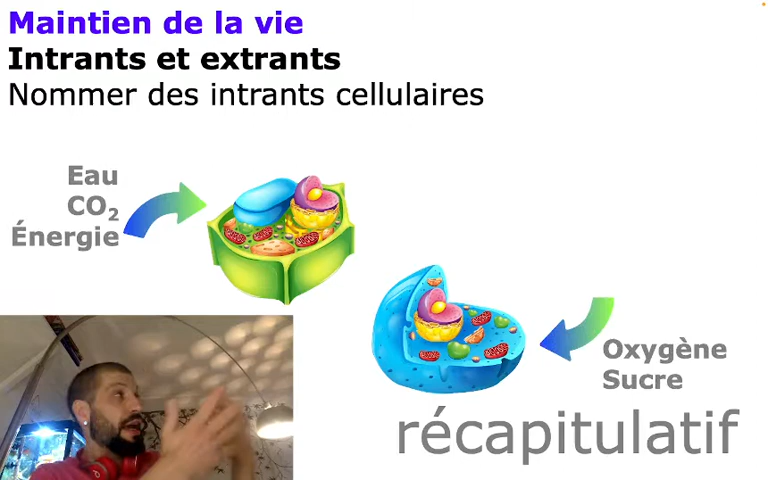 Maintien de la vie
Intrants et extrants
Nommer des intrants cellulaires
Eau
CO₂
Énergie
Oxygène
Sucre
récapitulatif